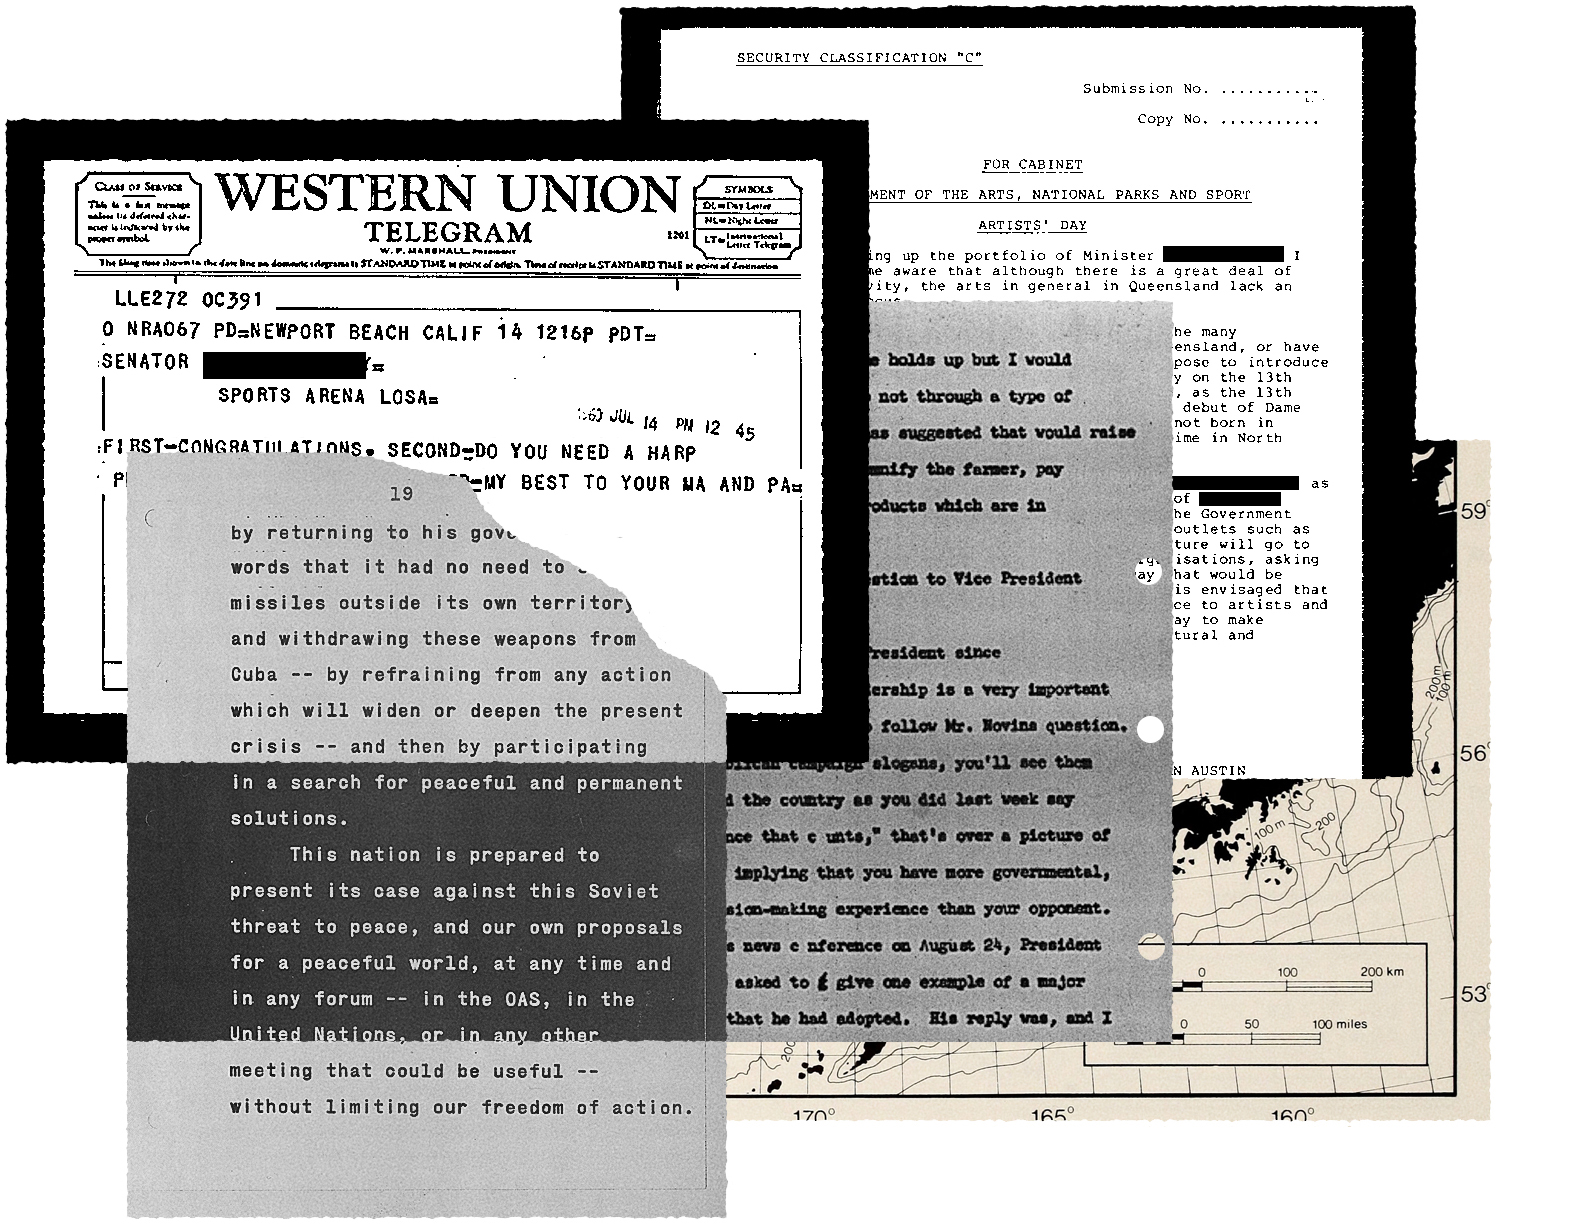 SECURITY CLASSIFICATION "C"
Submission No. ...........
Copy No. ...........
FOR CABINET
MENT OF THE ARTS, NATIONAL PARKS AND SPORT
ARTISTS' DAY
ing up the portfolio of Minister I
me aware that although there is a great deal of
vity, the arts in general in Queensland lack an
he many
ensland, or have
pose to introduce
y on the 13th
, as the 13th
debut of Dame
not born in
ime in North
as
of
he Government
outlets such as
ture will go to
isations, asking
ay hat would be
is envisaged that
ce to artists and
ay to make
tural and
N AUSTIN
CLASS OF SERVICE
This is a fast message
unless its deferred char-
acter is indicated by the
proper symbol.
WESTERN UNION
TELEGRAM
W. P. MARSHALL, PRESIDENT
1201
SYMBOLS
DL=Day Letter
NL=Night Letter
LT=International Letter Telegram
The filing time shown in the date line on domestic telegrams is STANDARD TIME at point of origin. Time of receipt is STANDARD TIME at point of destination
LLE272 OC391
O NRA067 PD=NEWPORT BEACH CALIF 14 1216P PDT=
SENATOR =
SPORTS ARENA LOSA=
JUL 14 PM 12 45
:FIRST=CONGRATULATIONS. SECOND=DO YOU NEED A HARP
P =MY BEST TO YOUR MA AND PA=
19
by returning to his gove
words that it had no need to
missiles outside its own territory
and withdrawing these weapons from
Cuba -- by refraining from any action
which will widen or deepen the present
crisis -- and then by participating
in a search for peaceful and permanent
solutions.
This nation is prepared to
present its case against this Soviet
threat to peace, and our own proposals
for a peaceful world, at any time and
in any forum -- in the OAS, in the
United Nations, or in any other
meeting that could be useful --
without limiting our freedom of action.
e holds up but I would
not through a type of
as suggested that would raise
mnify the farmer, pay
roducts which are in
stion to Vice President
President since
ership is a very important
follow Mr. Novins question.
blican campaign slogans, you'll see them
d the country as you did last week say
nce that c unts," that's over a picture of
implying that you have more governmental,
sion-making experience than your opponent.
s news c nference on August 24, President
asked to give one example of a major
that he had adopted. His reply was, and I
59°
56°
53°
200m
100m
100m
200
200
0 100 200 km
0 50 100 miles
170° 165° 160°